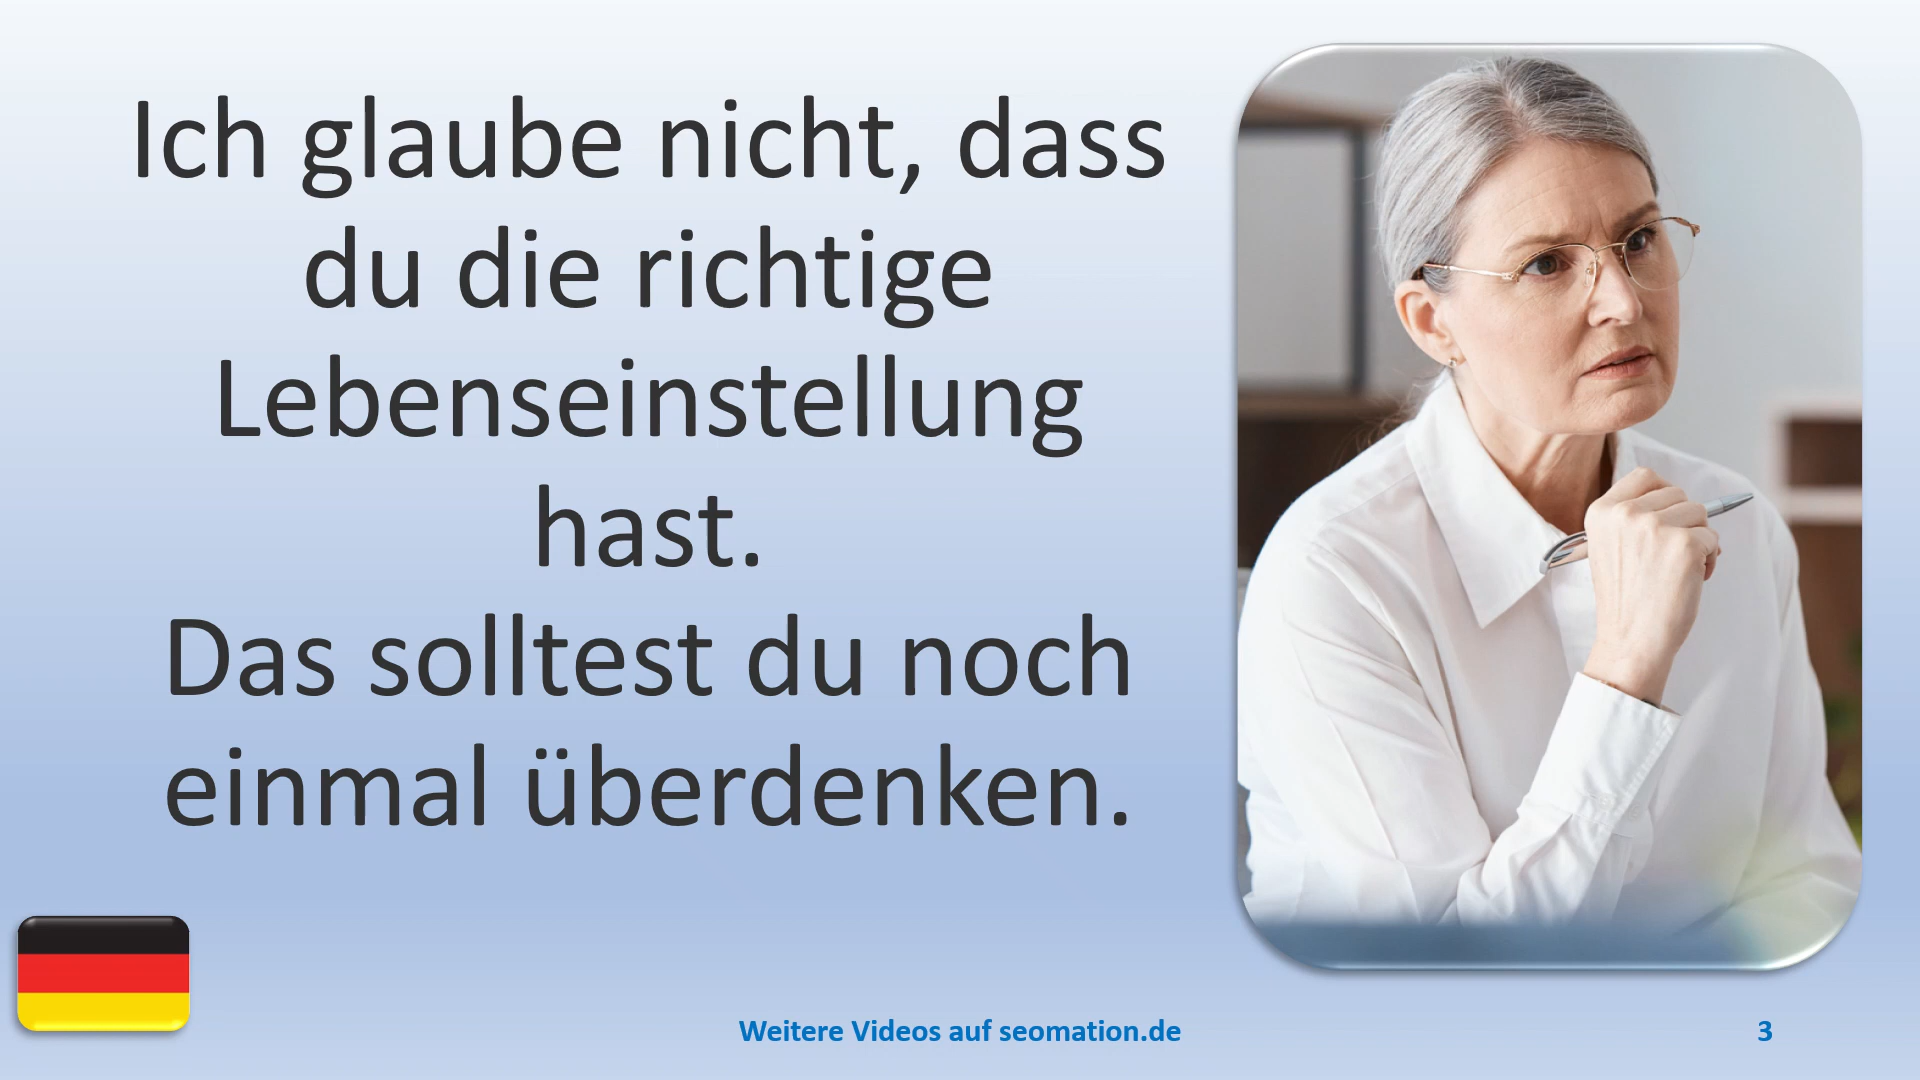 Ich glaube nicht, dass
du die richtige
Lebenseinstellung
hast.
Das solltest du noch
einmal überdenken.
Weitere Videos auf seomation.de
3